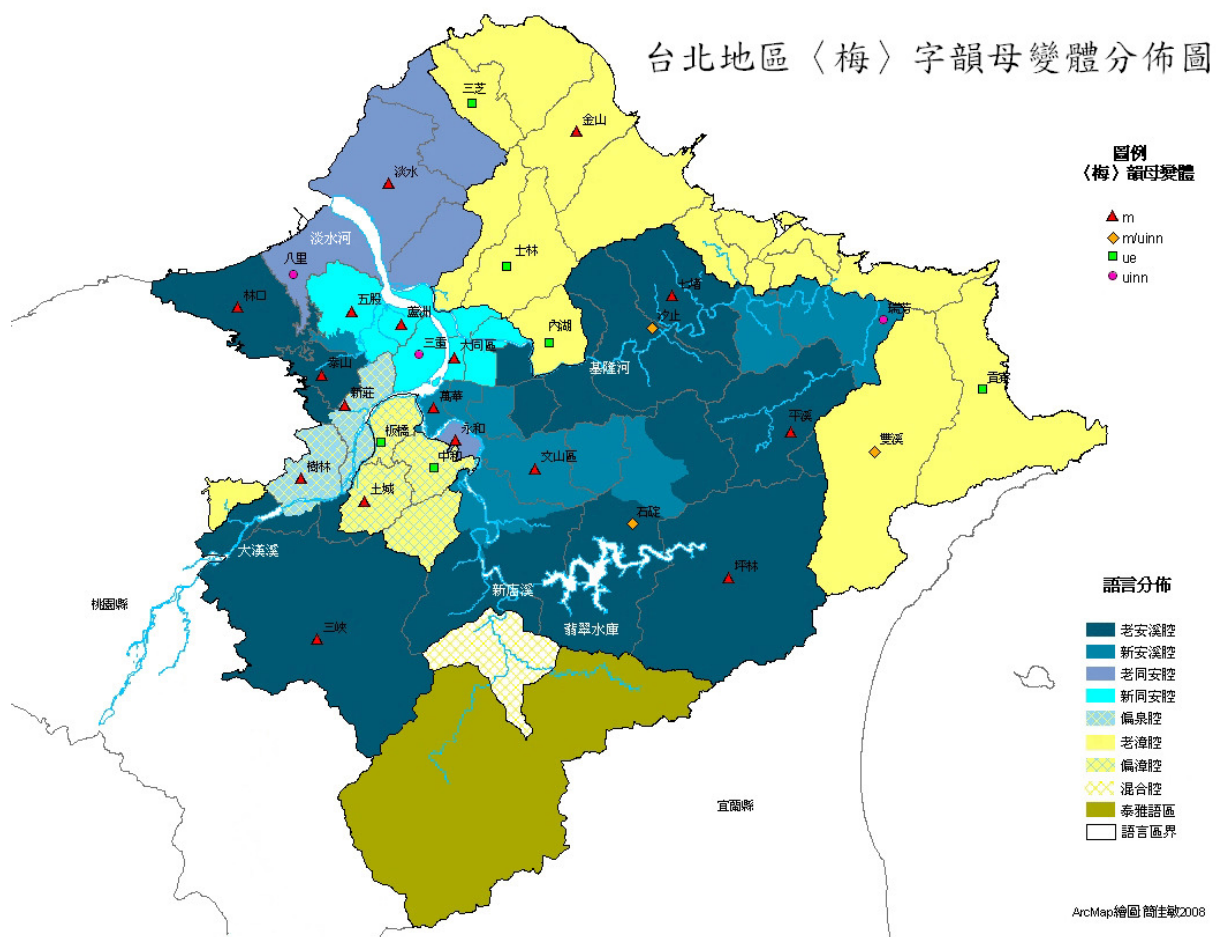 台北地區〈梅〉字韻母變體分佈圖
三芝
金山
圖例
〈梅〉韻母變體
m
m/uinn
ue
uinn
淡水
淡水河
士林
八里
林口
五股
蘆洲
三重
大同區
內湖
七堵
汐止
瑞芳
基隆河
泰山
新莊
萬華
貢寮
板橋
永和
中和
平溪
雙溪
文山區
樹林
土城
石碇
大漢溪
新店溪
坪林
翡翠水庫
桃園縣
三峽
宜蘭縣
語言分佈
老安溪腔
新安溪腔
老同安腔
新同安腔
偏泉腔
老漳腔
偏漳腔
混合腔
泰雅語區
語言區界
ArcMap繪圖 簡佳敏2008